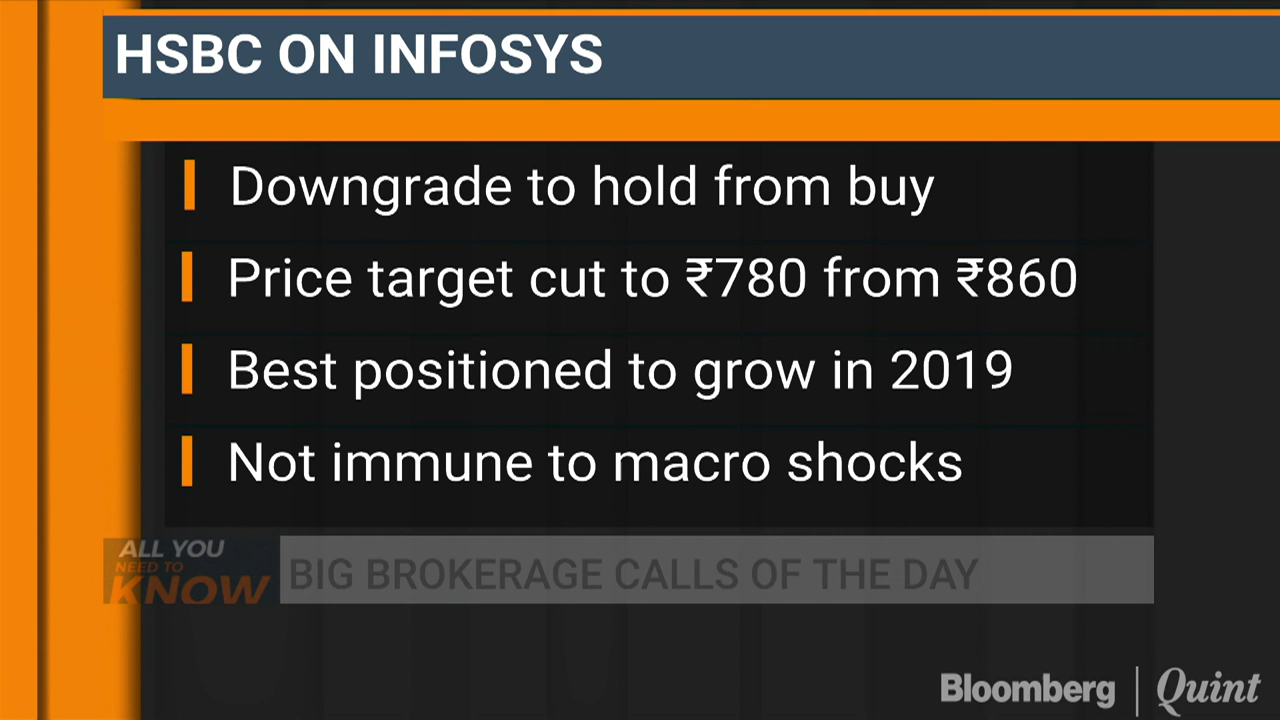 HSBC ON INFOSYS
Downgrade to hold from buy
Price target cut to ₹780 from ₹860
Best positioned to grow in 2019
Not immune to macro shocks
ALL YOU
NEED TO
KNOW
BIG BROKERAGE CALLS OF THE DAY
Bloomberg | Quint